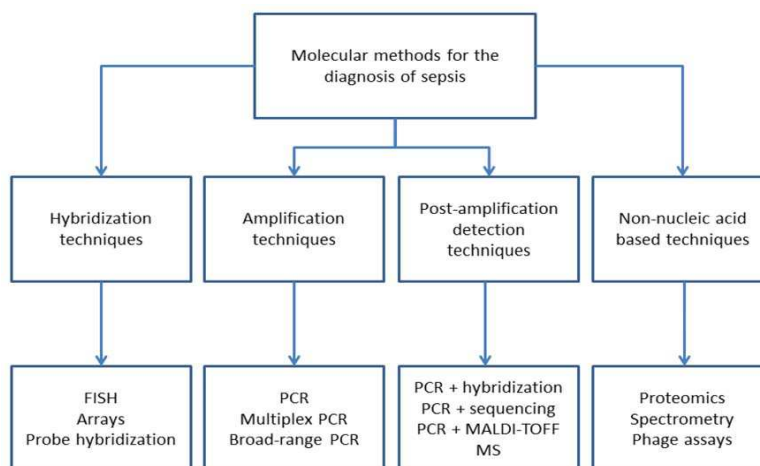 Molecular methods for the
diagnosis of sepsis
Hybridization
techniques
Amplification
techniques
Post-amplification
detection
techniques
Non-nucleic acid
based techniques
FISH
Arrays
Probe hybridization
PCR
Multiplex PCR
Broad-range PCR
PCR + hybridization
PCR + sequencing
PCR + MALDI-TOFF
MS
Proteomics
Spectrometry
Phage assays